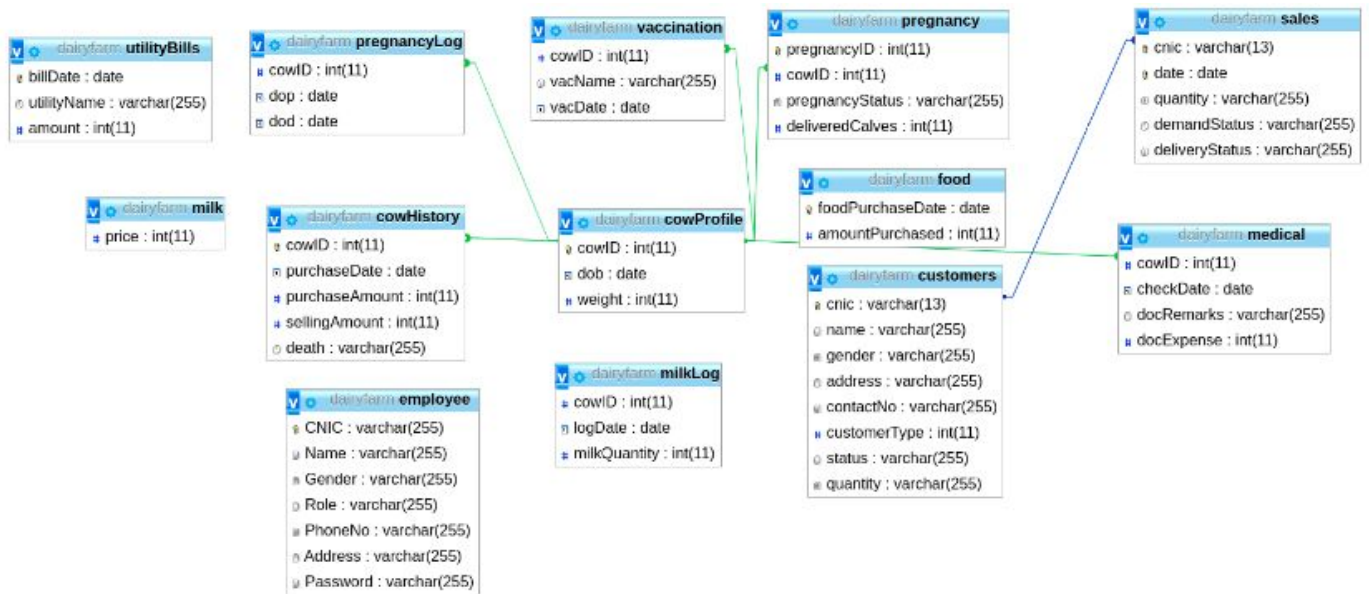 dairyfarm utilityBills
billDate : date
utilityName : varchar(255)
amount : int(11)
dairyfarm pregnancyLog
cowID : int(11)
dop : date
dod : date
dairyfarm vaccination
cowID : int(11)
vacName : varchar(255)
vacDate : date
dairyfarm pregnancy
pregnancyID : int(11)
cowID : int(11)
pregnancyStatus : varchar(255)
deliveredCalves : int(11)
dairyfarm sales
cnic : varchar(13)
date : date
quantity : varchar(255)
demandStatus : varchar(255)
deliveryStatus : varchar(255)
dairyfarm milk
price : int(11)
dairyfarm cowHistory
cowID : int(11)
purchaseDate : date
purchaseAmount : int(11)
sellingAmount : int(11)
death : varchar(255)
dairyfarm cowProfile
cowID : int(11)
dob : date
weight : int(11)
dairyfarm food
foodPurchaseDate : date
amountPurchased : int(11)
dairyfarm medical
cowID : int(11)
checkDate : date
docRemarks : varchar(255)
docExpense : int(11)
dairyfarm customers
cnic : varchar(13)
name : varchar(255)
gender : varchar(255)
address : varchar(255)
contactNo : varchar(255)
customerType : int(11)
status : varchar(255)
quantity : varchar(255)
dairyfarm employee
CNIC : varchar(255)
Name : varchar(255)
Gender : varchar(255)
Role : varchar(255)
PhoneNo : varchar(255)
Address : varchar(255)
Password : varchar(255)
dairyfarm milkLog
cowID : int(11)
logDate : date
milkQuantity : int(11)